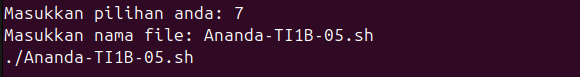 Masukkan pilihan anda: 7
Masukkan nama file: Ananda-TI1B-05.sh
./Ananda-TI1B-05.sh